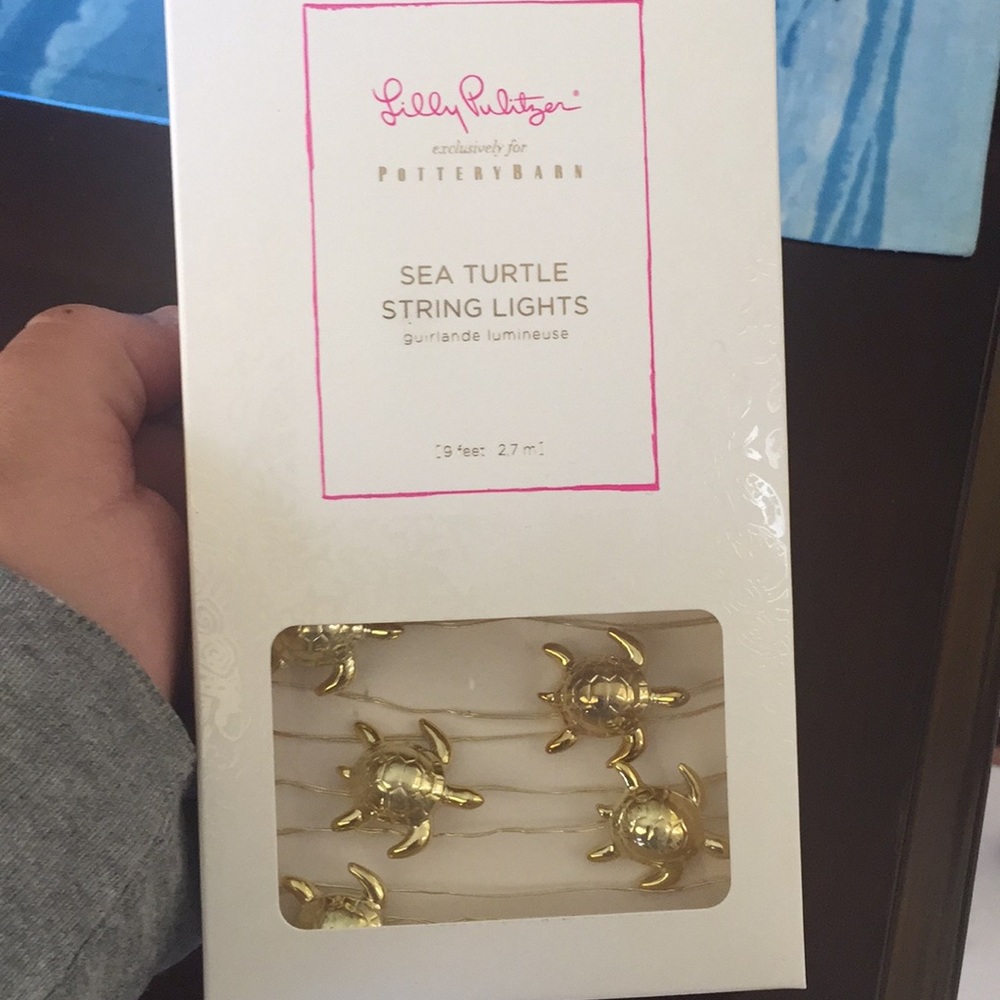 Lilly Pulitzer®
exclusively for
POTTERY BARN
SEA TURTLE
STRING LIGHTS
guirlande lumineuse
[9 feet 2.7 m]